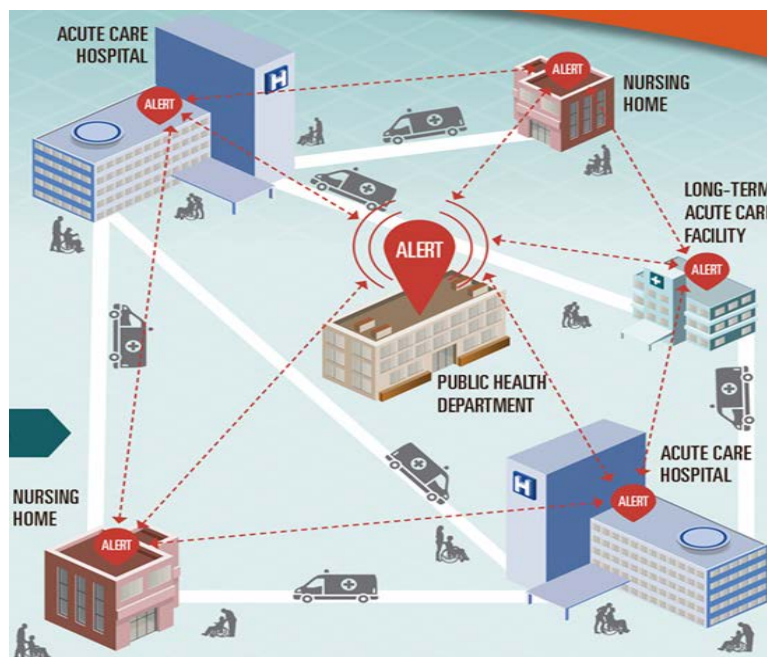 ACUTE CARE
HOSPITAL
H
ALERT
ALERT
NURSING
HOME
LONG-TERM
ACUTE CARE
FACILITY
ALERT
ALERT
PUBLIC HEALTH
DEPARTMENT
ACUTE CARE
HOSPITAL
H
ALERT
NURSING
HOME
ALERT